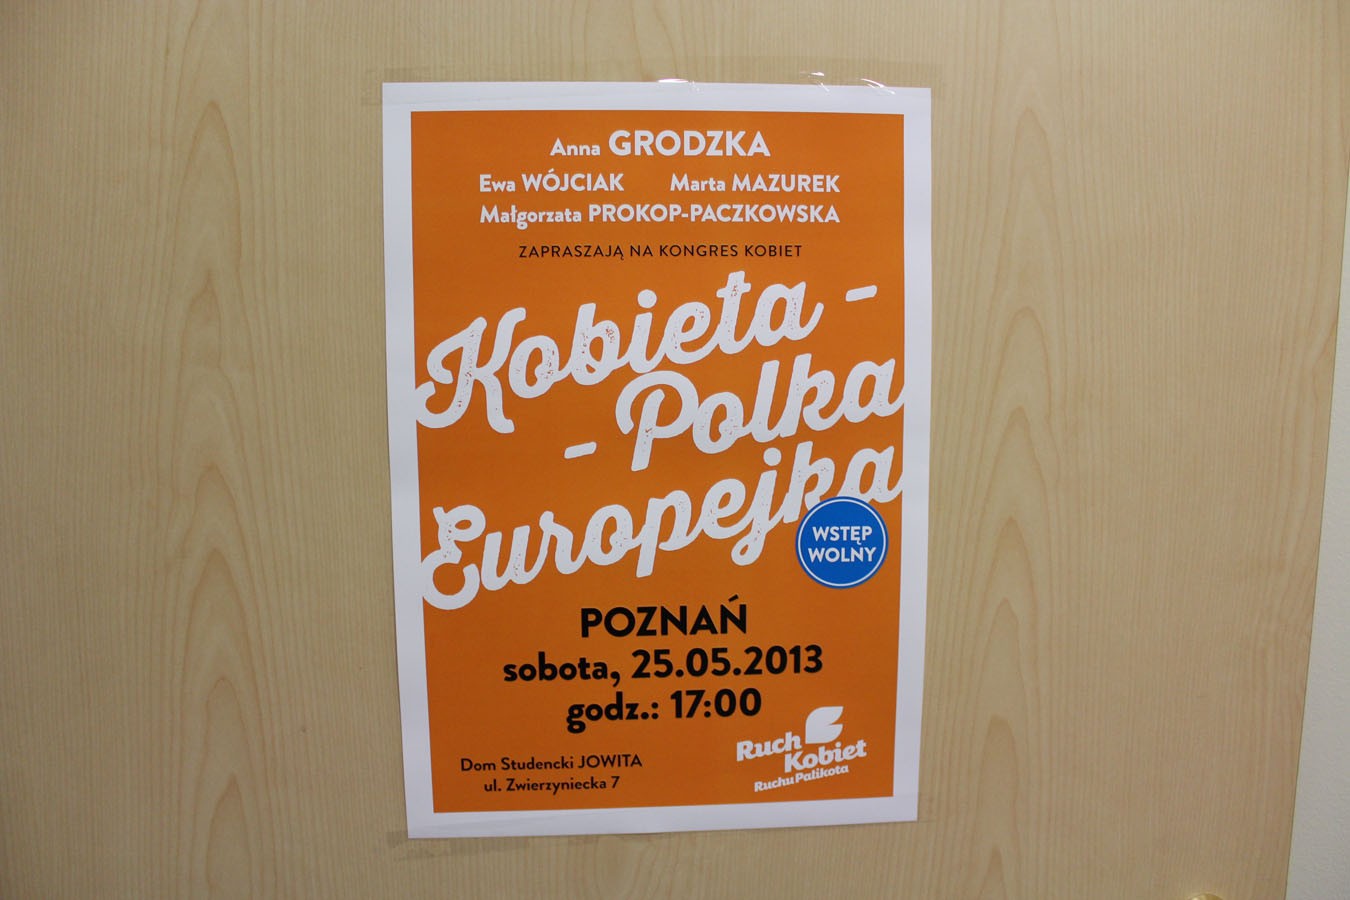 Anna GRODZKA
Ewa WÓJCIAK Marta MAZUREK
Małgorzata PROKOP-PACZKOWSKA
ZAPRASZAJĄ NA KONGRES KOBIET
Kobieta -
- Polka
Europejka
WSTĘP
WOLNY
POZNAŃ
sobota, 25.05.2013
godz.: 17:00
Dom Studencki JOWITA
ul. Zwierzyniecka 7
Ruch
Kobiet
Ruchu Palikota